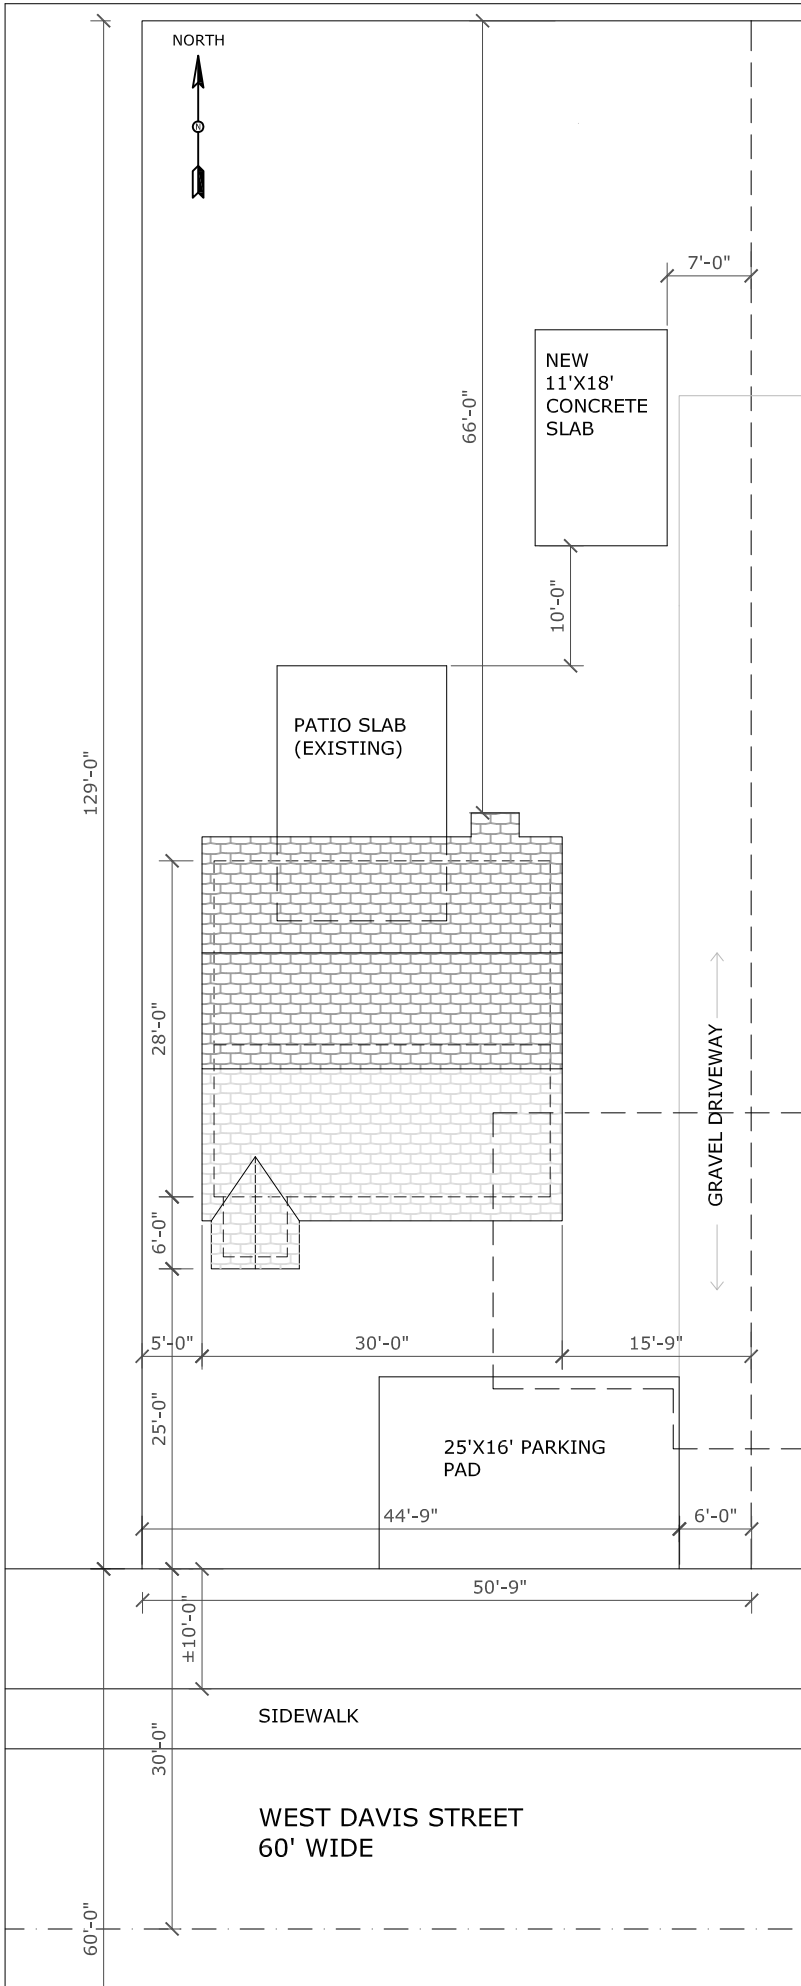 NORTH
N
7'-0"
NEW
11'X18'
CONCRETE
SLAB
66'-0"
10'-0"
PATIO SLAB
(EXISTING)
129'-0"
28'-0"
GRAVEL DRIVEWAY
6'-0"
5'-0"
30'-0"
15'-9"
25'-0"
25'X16' PARKING
PAD
44'-9"
6'-0"
50'-9"
±10'-0"
SIDEWALK
30'-0"
WEST DAVIS STREET
60' WIDE
60'-0"